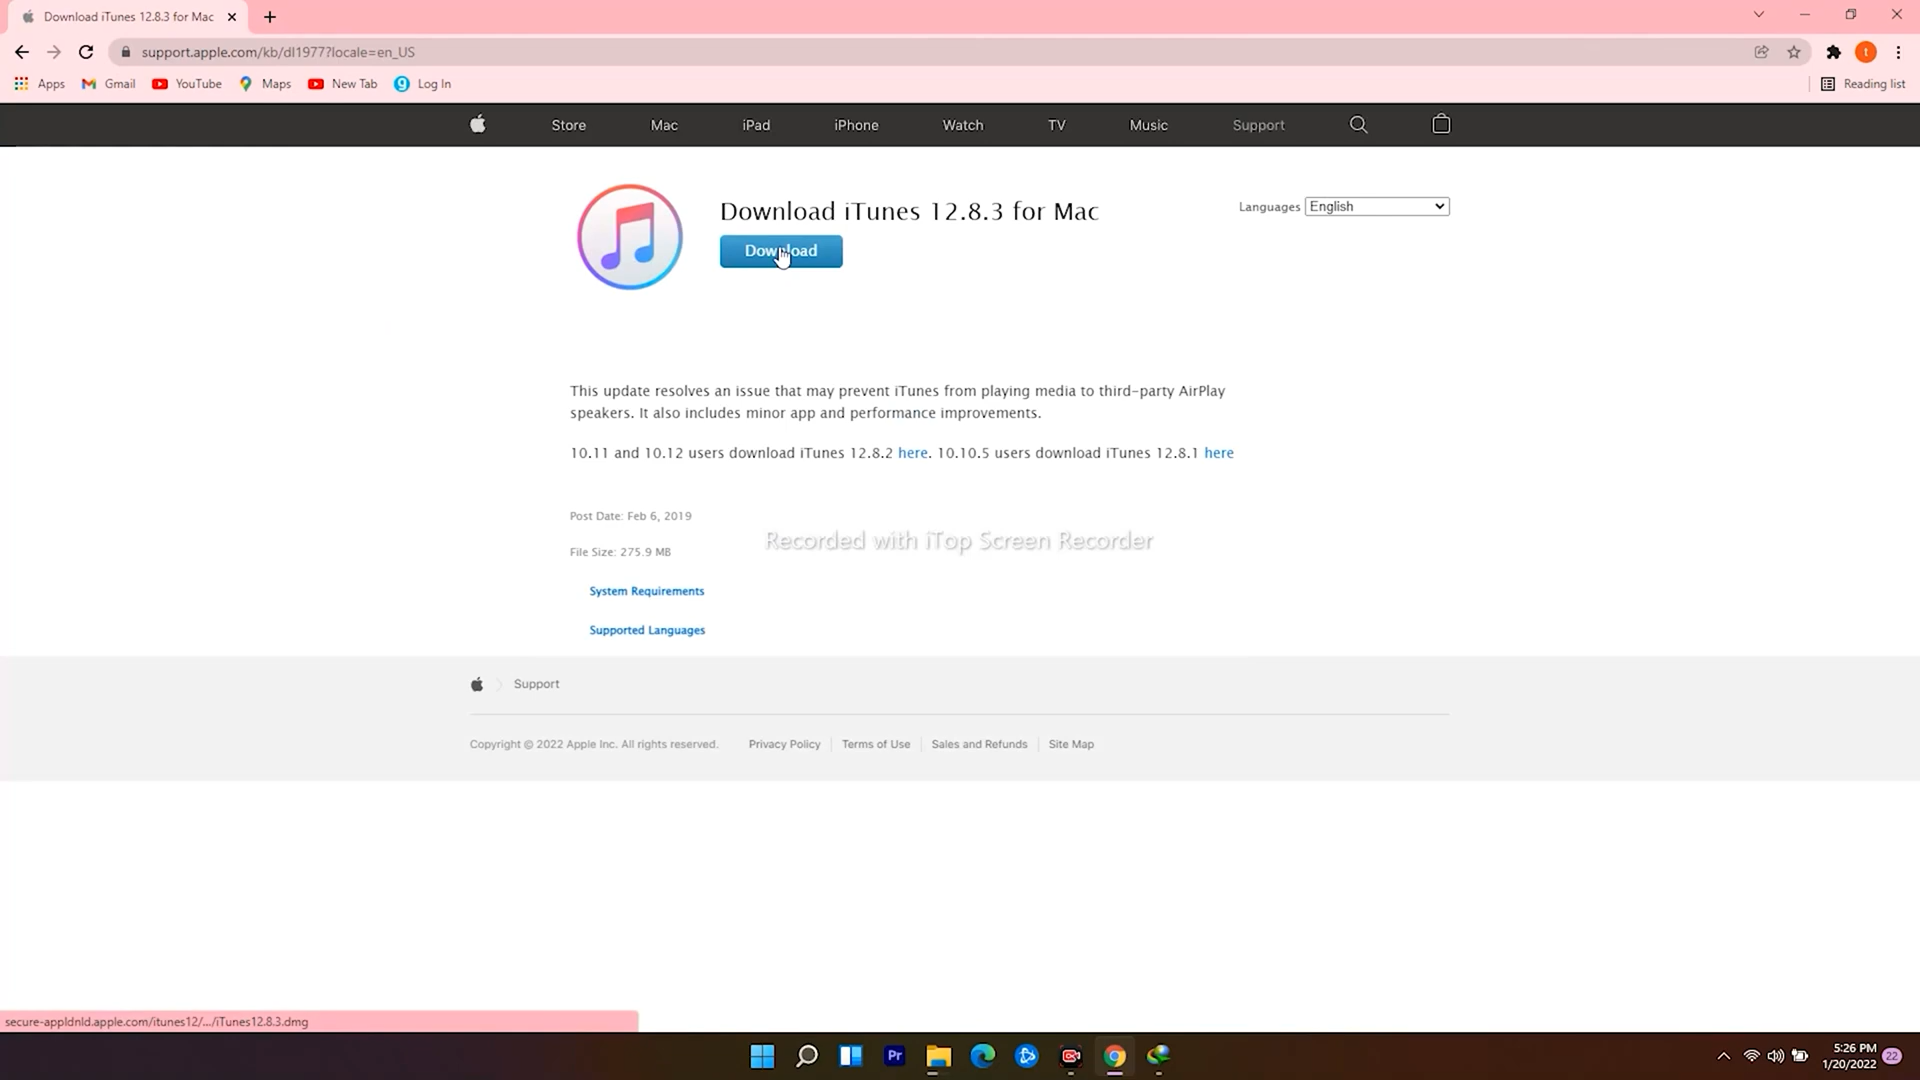 Download iTunes 12.8.3 for Mac
support.apple.com/kb/dl1977?locale=en_US
Apps Gmail YouTube Maps New Tab Log In Reading list
Store Mac iPad iPhone Watch TV Music Support
Download iTunes 12.8.3 for Mac
Languages English
Download
This update resolves an issue that may prevent iTunes from playing media to third-party AirPlay
speakers. It also includes minor app and performance improvements.
10.11 and 10.12 users download iTunes 12.8.2 here. 10.10.5 users download iTunes 12.8.1 here
Post Date: Feb 6, 2019
Recorded with iTop Screen Recorder
File Size: 275.9 MB
System Requirements
Supported Languages
Support
Copyright © 2022 Apple Inc. All rights reserved. Privacy Policy Terms of Use Sales and Refunds Site Map
secure-appldnld.apple.com/itunes12/.../iTunes12.8.3.dmg
Pr
5:26 PM
1/20/2022 22